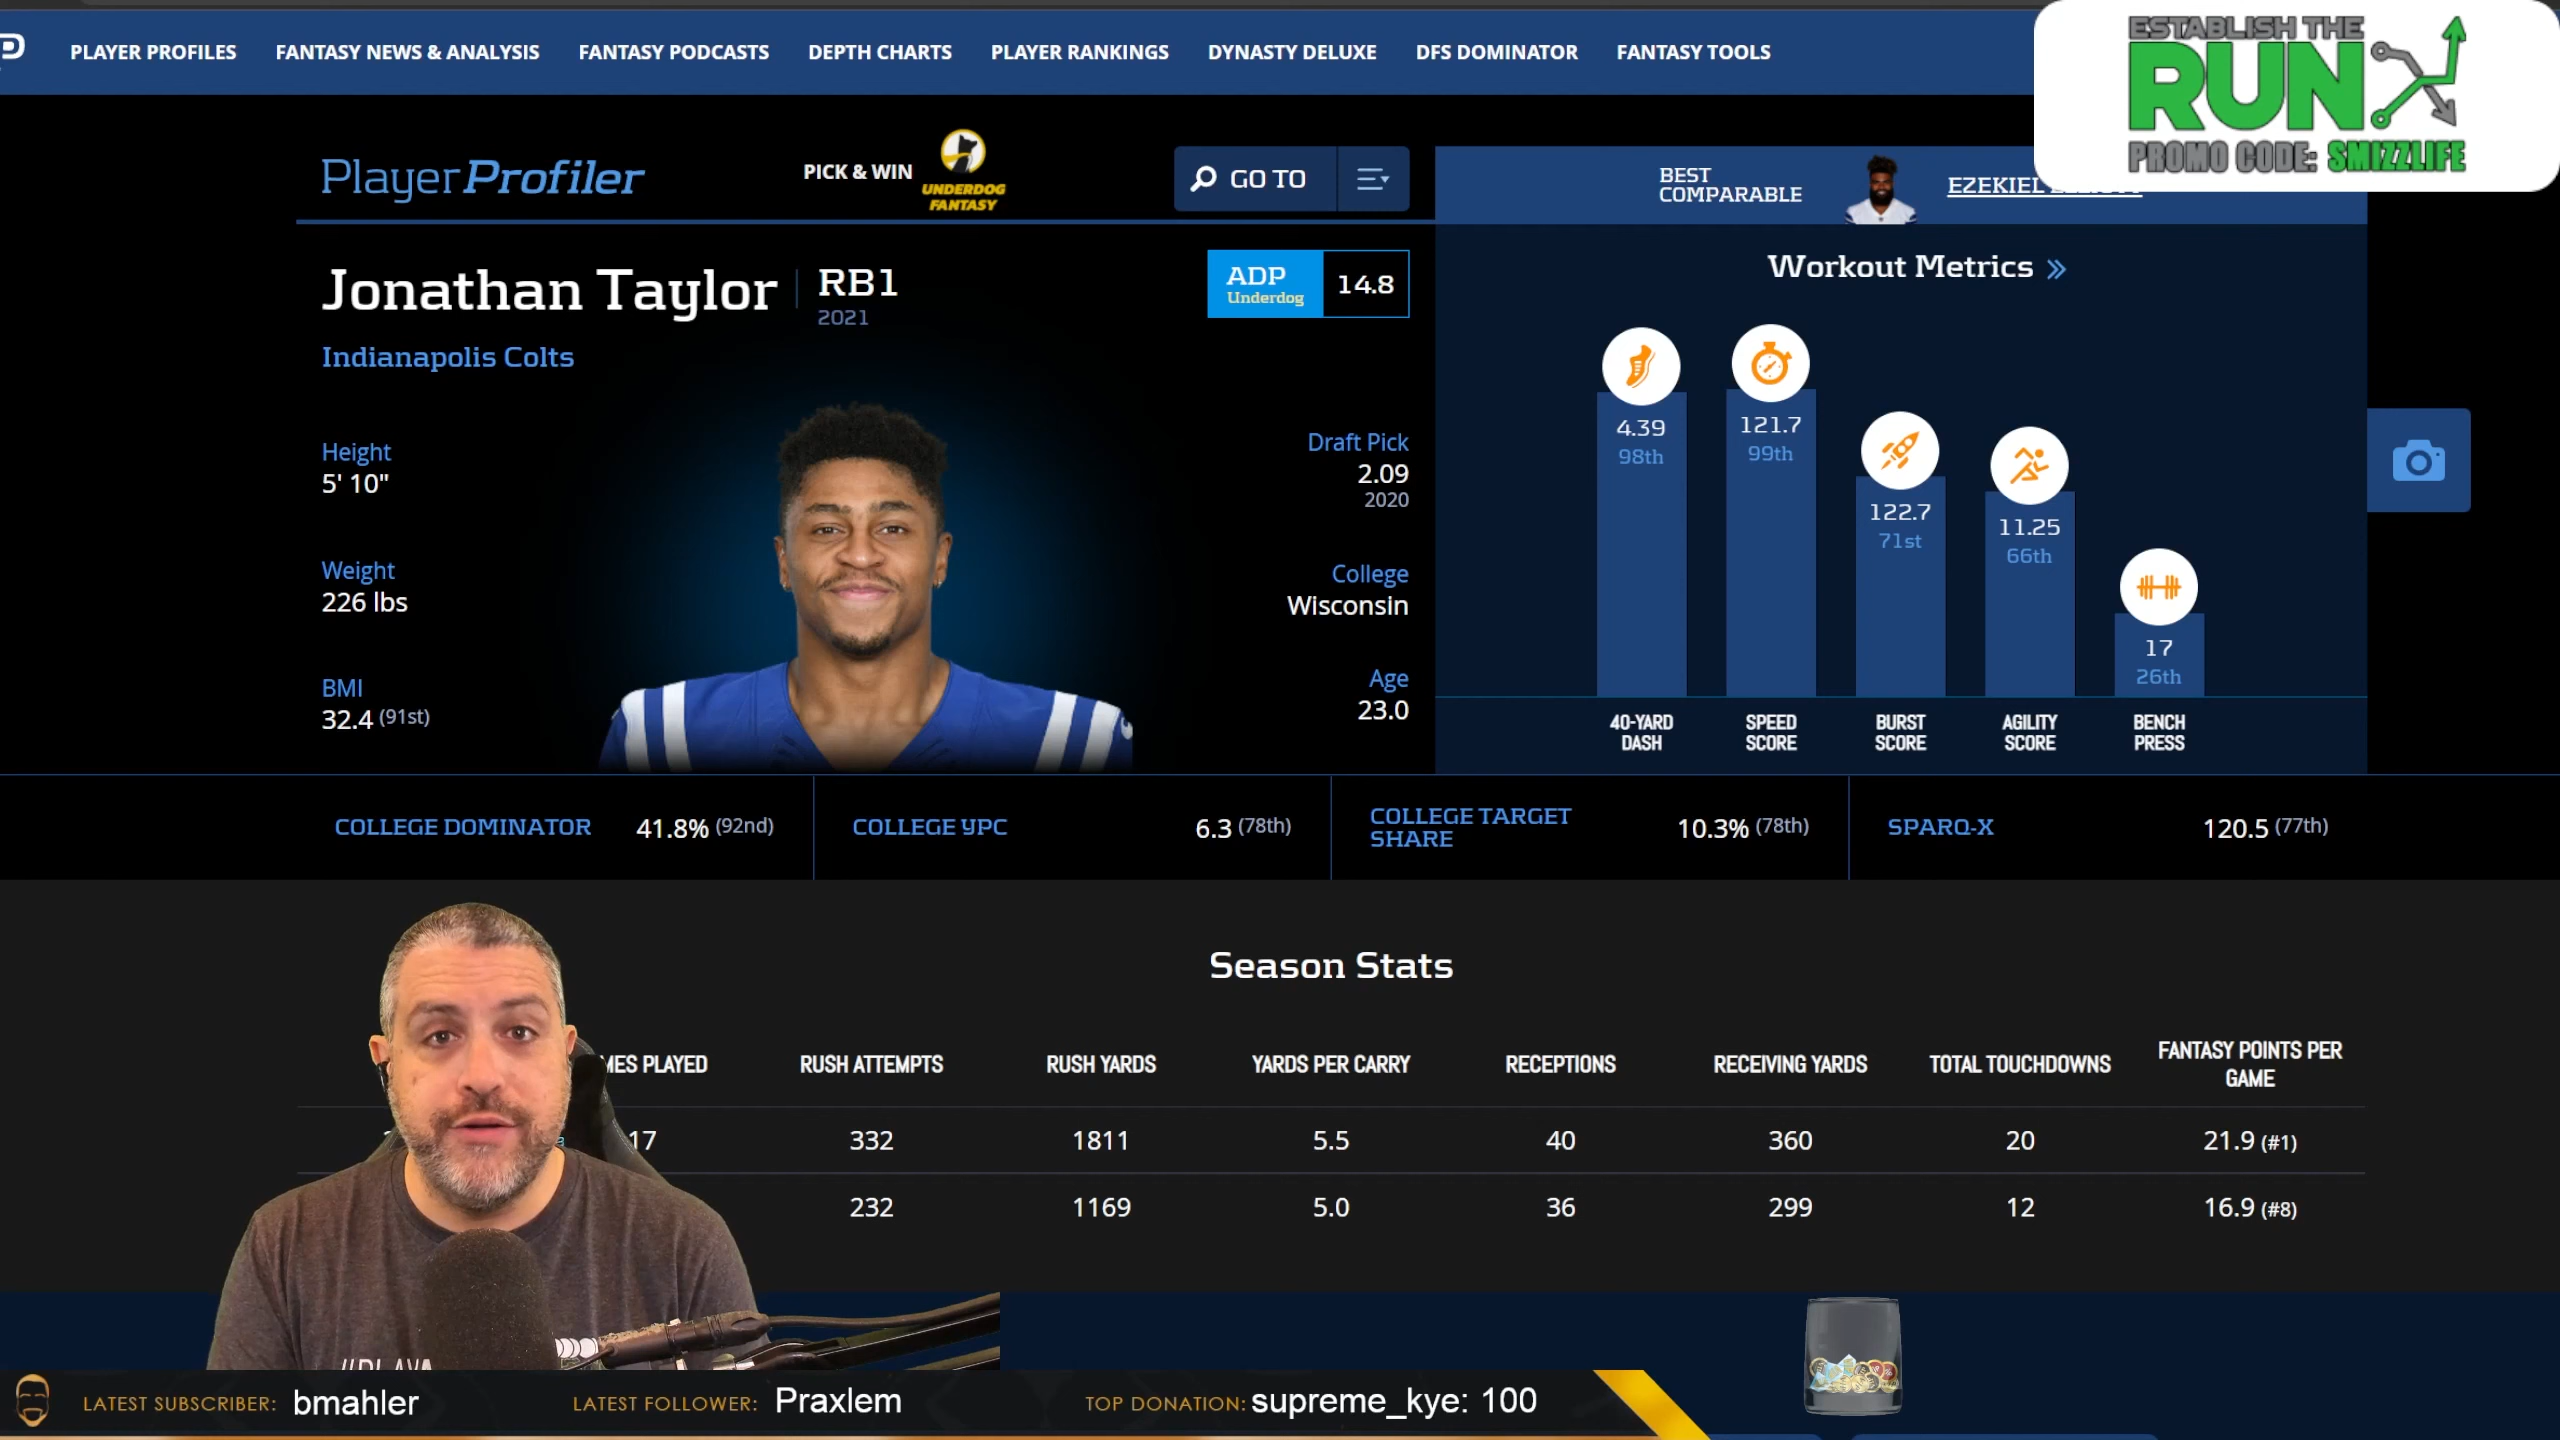 PLAYER PROFILES FANTASY NEWS & ANALYSIS FANTASY PODCASTS DEPTH CHARTS PLAYER RANKINGS DYNASTY DELUXE DFS DOMINATOR FANTASY TOOLS
ESTABLISH THE
RUN
PROMO CODE: SMIZZLIFE
PlayerProfiler
PICK & WIN
UNDERDOG
FANTASY
GO TO
BEST
COMPARABLE
EZEKIEL
Jonathan Taylor
RB1
2021
ADP
Underdog
14.8
Indianapolis Colts
Height
5' 10"
Weight
226 lbs
BMI
32.4 (91st)
Draft Pick
2.09
2020
College
Wisconsin
Age
23.0
Workout Metrics
4.39
98th
121.7
99th
122.7
71st
11.25
66th
17
26th
40-YARD
DASH
SPEED
SCORE
BURST
SCORE
AGILITY
SCORE
BENCH
PRESS
COLLEGE DOMINATOR 41.8% (92nd)
COLLEGE YPC 6.3 (78th)
COLLEGE TARGET
SHARE
10.3% (78th)
SPARQ-X 120.5 (77th)
Season Stats
MES PLAYED RUSH ATTEMPTS RUSH YARDS YARDS PER CARRY RECEPTIONS RECEIVING YARDS TOTAL TOUCHDOWNS FANTASY POINTS PER
GAME
17 332 1811 5.5 40 360 20 21.9 (#1)
232 1169 5.0 36 299 12 16.9 (#8)
LATEST SUBSCRIBER: bmahler LATEST FOLLOWER: Praxlem TOP DONATION: supreme_kye: 100